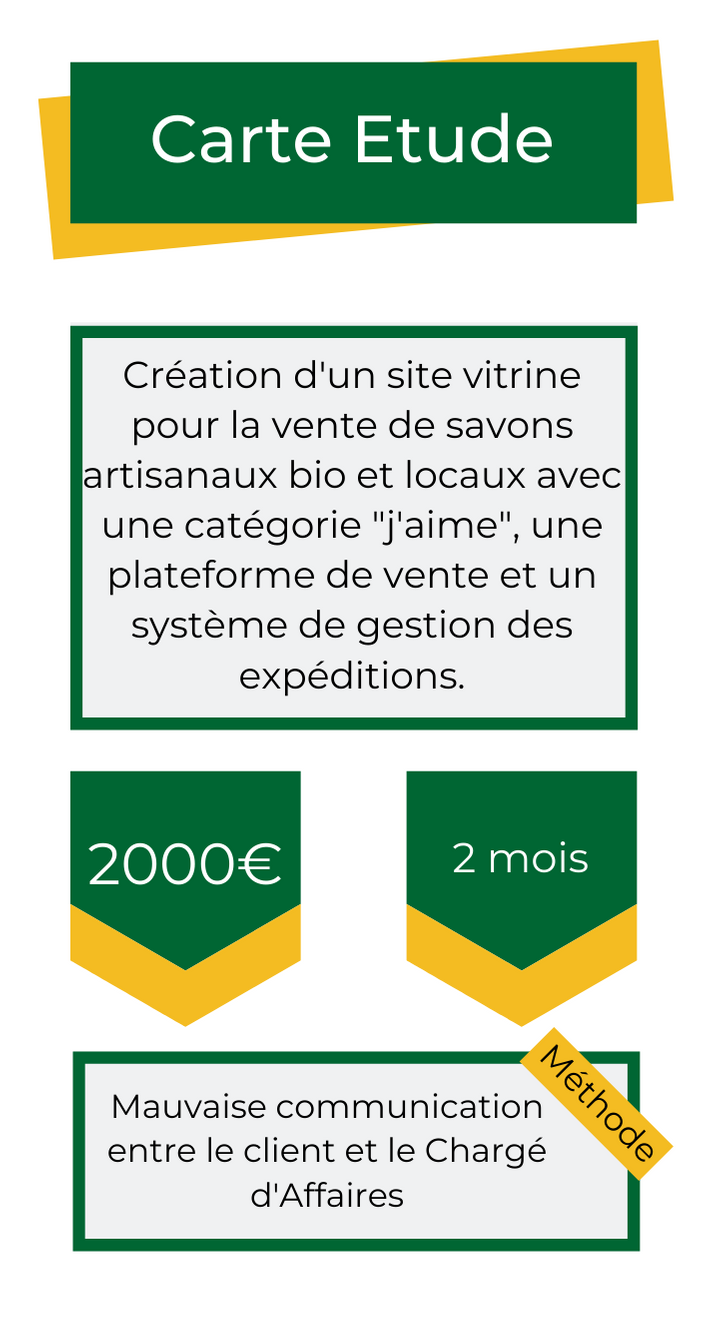 Carte Etude
Création d'un site vitrine
pour la vente de savons
artisanaux bio et locaux avec
une catégorie "j'aime", une
plateforme de vente et un
système de gestion des
expéditions.
2000€
2 mois
Méthode
Mauvaise communication
entre le client et le Chargé
d'Affaires